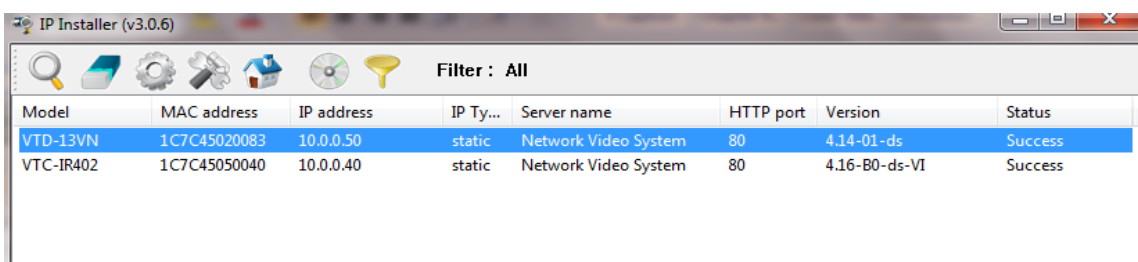 IP Installer (v3.0.6)
Filter : All
Model MAC address IP address IP Ty... Server name HTTP port Version Status
VTD-13VN 1C7C45020083 10.0.0.50 static Network Video System 80 4.14-01-ds Success
VTC-IR402 1C7C45050040 10.0.0.40 static Network Video System 80 4.16-B0-ds-VI Success